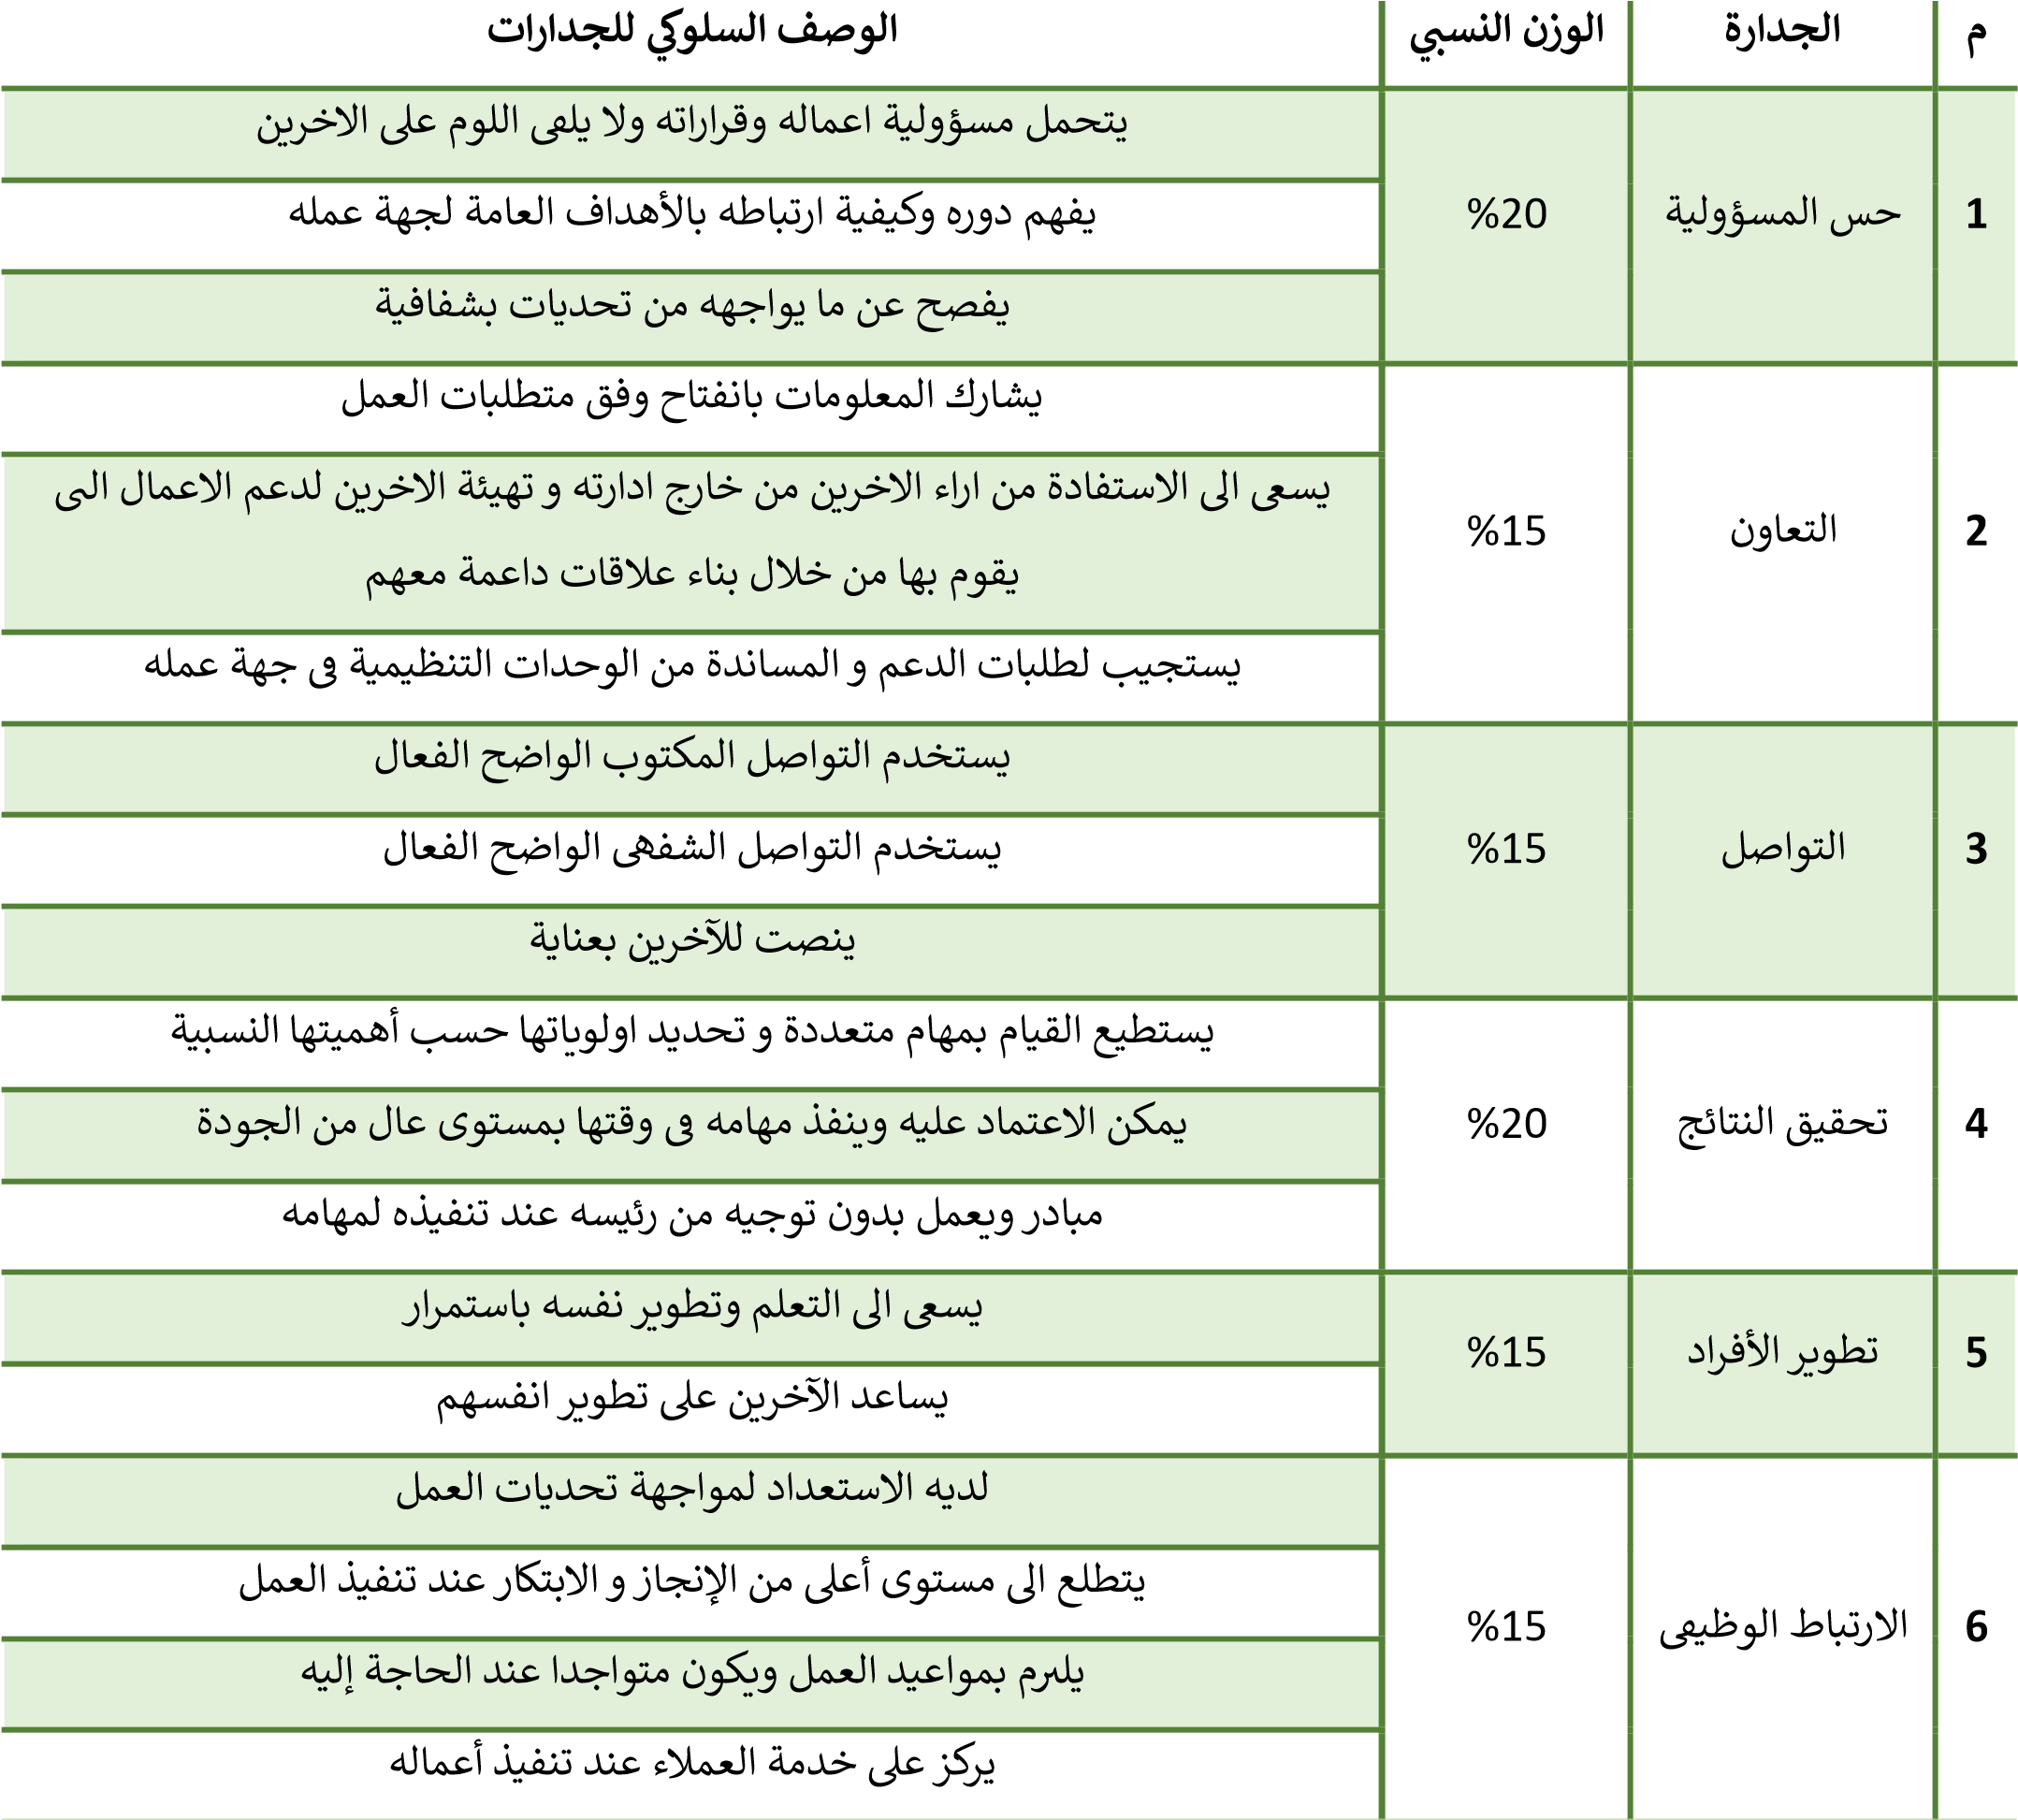 م الجدارة الوزن النسبي الوصف السلوكي للجدارات
1 حس المسؤولية %20
يتحمل مسؤولية اعماله وقراراته ولا يلقى اللوم على الاخرين
يفهم دوره وكيفية ارتباطه بالأهداف العامة لجهة عمله
يفصح عن ما يواجهه من تحديات بشفافية
2 التعاون %15
يشارك المعلومات بانفتاح وفق متطلبات العمل
يسعى الى الاستفادة من اراء الاخرين من خارج ادارته و تهيئة الاخرين لدعم الاعمال التى
يقوم بها من خلال بناء علاقات داعمة معهم
يستجيب لطلبات الدعم و المساندة من الوحدات التنظيمية فى جهة عمله
3 التواصل %15
يستخدم التواصل المكتوب الواضح الفعال
يستخدم التواصل الشفهى الواضح الفعال
ينصت للآخرين بعناية
4 تحقيق النتائج %20
يستطيع القيام بمهام متعددة و تحديد اولوياتها حسب أهميتها النسبية
يمكن الاعتماد عليه وينفذ مهامه فى وقتها بمستوى عال من الجودة
مبادر ويعمل بدون توجيه من رئيسه عند تنفيذه لمهامه
5 تطوير الأفراد %15
يسعى الى التعلم وتطوير نفسه باستمرار
يساعد الآخرين على تطوير انفسهم
6 الارتباط الوظيفى %15
لديه الاستعداد لمواجهة تحديات العمل
يتطلع الى مستوى أعلى من الإنجاز و الابتكار عند تنفيذ العمل
يلتزم بمواعيد العمل ويكون متواجدا عند الحاجة إليه
يركز على خدمة العملاء عند تنفيذ أعماله